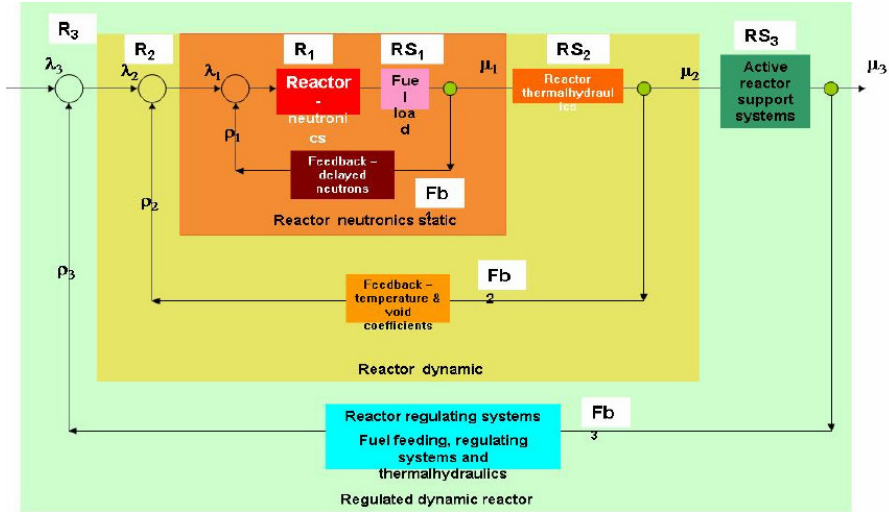 R3
R2
R1
RS1
RS2
RS3
λ3
λ2
λ1
μ1
μ2
μ3
Reactor
-
neutroni
cs
Fue
l
loa
d
Reactor
thermalhydraul
ics
Active
reactor
support
systems
ρ1
Feedback –
delayed
neutrons
Fb
1
Reactor neutronics static
ρ2
Feedback –
temperature &
void
coefficients
Fb
2
Reactor dynamic
ρ3
Reactor regulating systems
Fuel feeding, regulating
systems and
thermalhydraulics
Fb
3
Regulated dynamic reactor